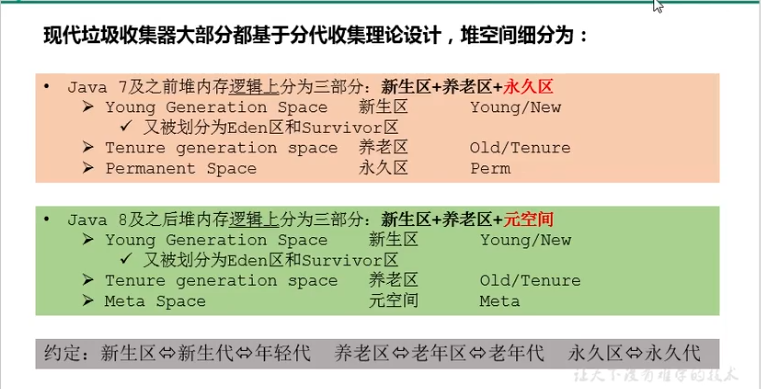 现代垃圾收集器大部分都基于分代收集理论设计，堆空间细分为：
• Java 7及之前堆内存逻辑上分为三部分：新生区+养老区+永久区
➢ Young Generation Space 新生区 Young/New
✓ 又被划分为Eden区和Survivor区
➢ Tenure generation space 养老区 Old/Tenure
➢ Permanent Space 永久区 Perm
• Java 8及之后堆内存逻辑上分为三部分：新生区+养老区+元空间
➢ Young Generation Space 新生区 Young/New
✓ 又被划分为Eden区和Survivor区
➢ Tenure generation space 养老区 Old/Tenure
➢ Meta Space 元空间 Meta
约定：新生区⇔新生代⇔年轻代 养老区⇔老年区⇔老年代 永久区⇔永久代
让天下没有难学的技术